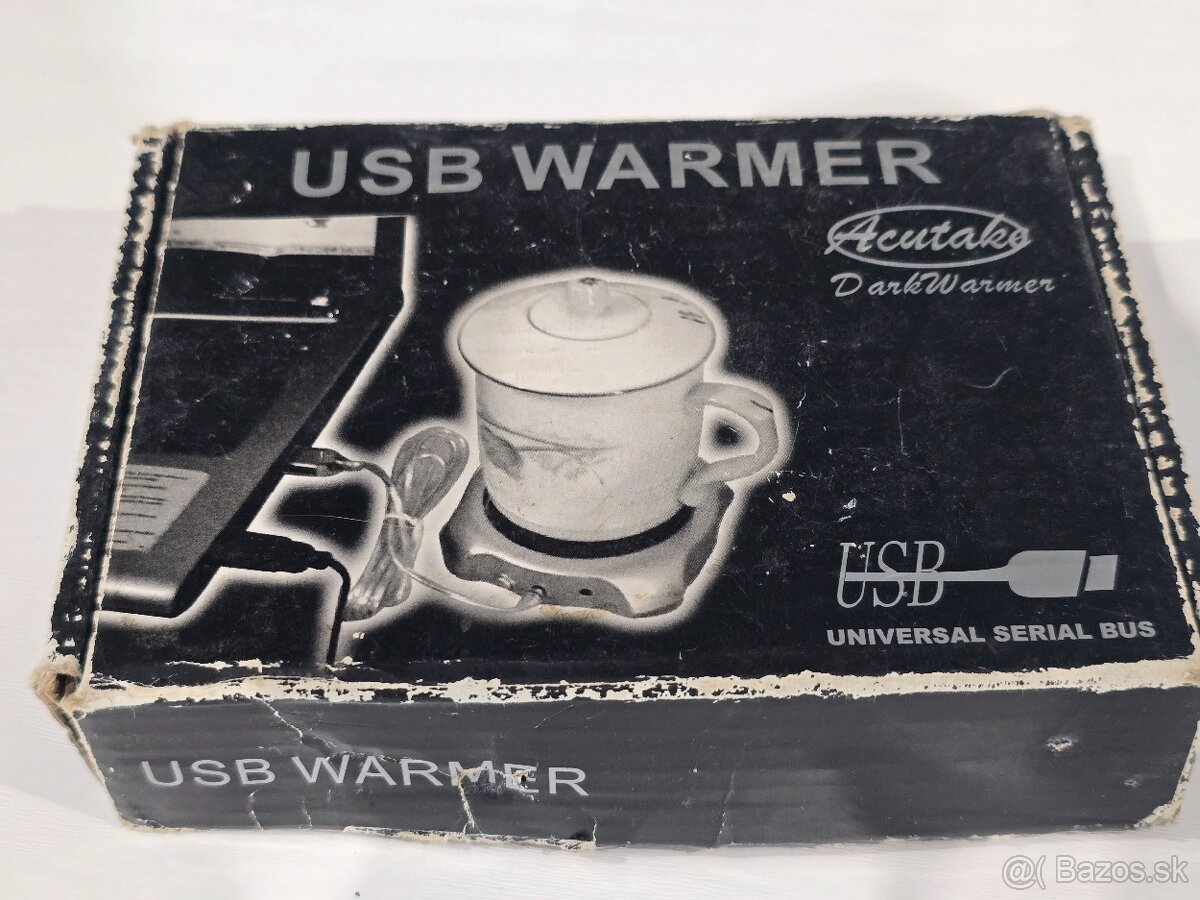 USB WARMER
Acutake
DarkWarmer
USB
UNIVERSAL SERIAL BUS
USB WARMER
@( Bazos.sk